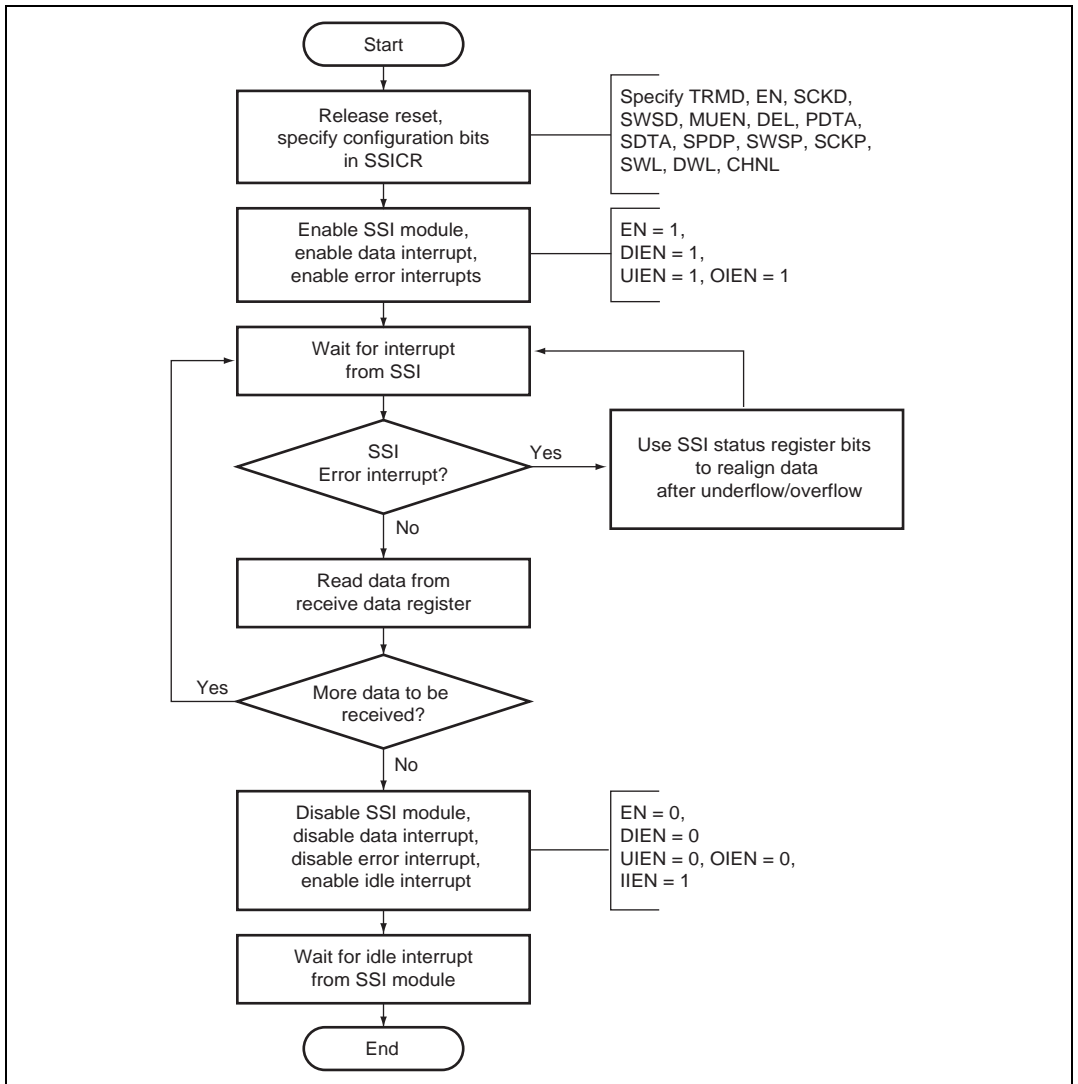 Start
Release reset,
specify configuration bits
in SSICR
Specify TRMD, EN, SCKD,
SWSD, MUEN, DEL, PDTA,
SDTA, SPDP, SWSP, SCKP,
SWL, DWL, CHNL
Enable SSI module,
enable data interrupt,
enable error interrupts
EN = 1,
DIEN = 1,
UIEN = 1, OIEN = 1
Wait for interrupt
from SSI
SSI
Error interrupt?
Yes
Use SSI status register bits
to realign data
after underflow/overflow
No
Read data from
receive data register
More data to be
received?
Yes
No
Disable SSI module,
disable data interrupt,
disable error interrupt,
enable idle interrupt
EN = 0,
DIEN = 0
UIEN = 0, OIEN = 0,
IIEN = 1
Wait for idle interrupt
from SSI module
End